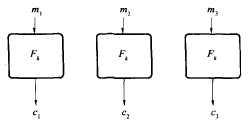 m₁ m₂ m₃
Fₖ Fₖ Fₖ
c₁ c₂ c₃